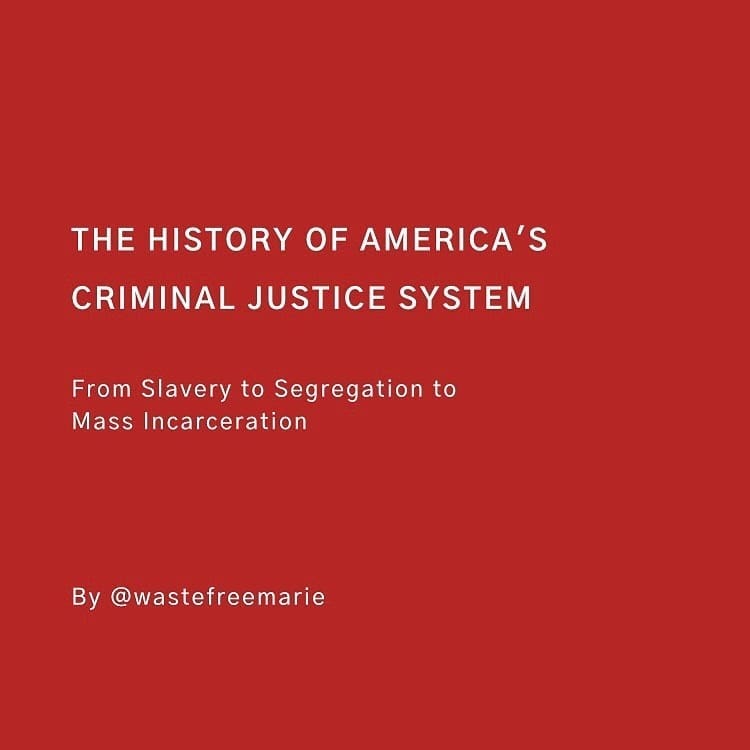 THE HISTORY OF AMERICA'S
CRIMINAL JUSTICE SYSTEM
From Slavery to Segregation to
Mass Incarceration
By @wastefreemarie